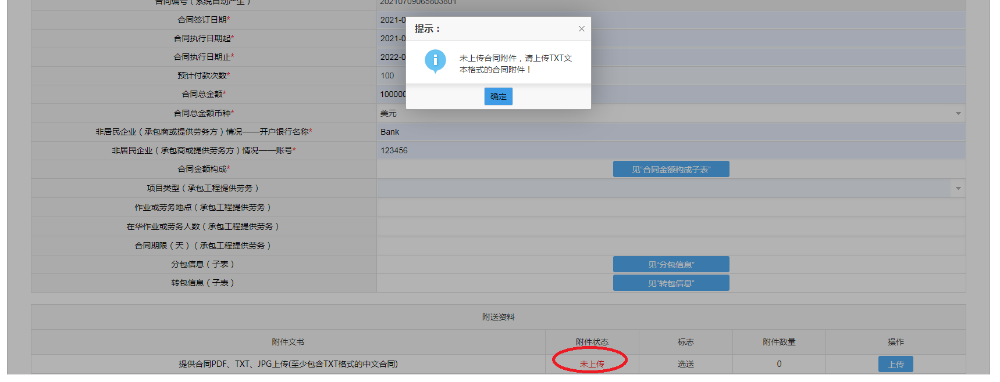 合同编号（系统自动产生） 20210709065803801
合同签订日期* 2021-0
合同执行日期起* 2021-0
合同执行日期止* 2022-0
预计付款次数* 100
合同总金额* 100000
合同总金额币种* 美元
提示：
未上传合同附件，请上传TXT文
本格式的合同附件！
确定
非居民企业（承包商或提供劳务方）情况——开户银行名称* Bank
非居民企业（承包商或提供劳务方）情况——账号* 123456
合同金额构成* 见“合同金额构成子表”
项目类型（承包工程提供劳务）
作业或劳务地点（承包工程提供劳务）
在华作业或劳务人数（承包工程提供劳务）
合同期限（天）（承包工程提供劳务）
分包信息（子表） 见“分包信息”
转包信息（子表） 见“转包信息”
附送资料
附件文书 附件状态 标志 附件数量 操作
提供合同PDF、TXT、JPG上传(至少包含TXT格式的中文合同) 未上传 选送 0 上传